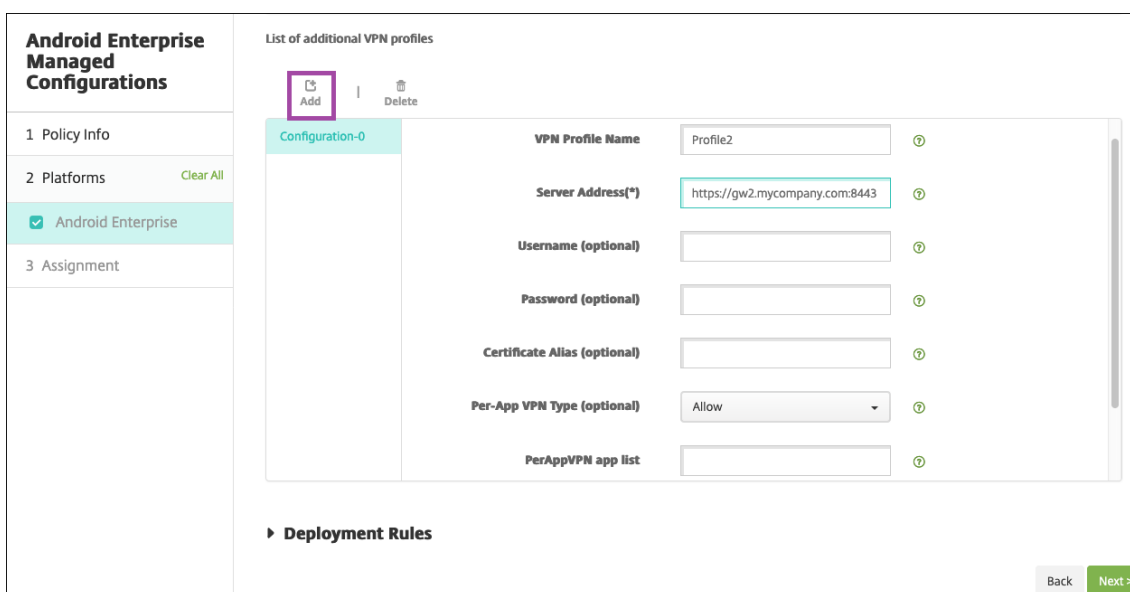 Android Enterprise
Managed
Configurations
1 Policy Info
2 Platforms
Clear All
Android Enterprise
3 Assignment
List of additional VPN profiles
Add
|
Delete
Configuration-0
VPN Profile Name
Profile2
Server Address(*)
https://gw2.mycompany.com:8443
Username (optional)
Password (optional)
Certificate Alias (optional)
Per-App VPN Type (optional)
Allow
PerAppVPN app list
Deployment Rules
Back
Next >